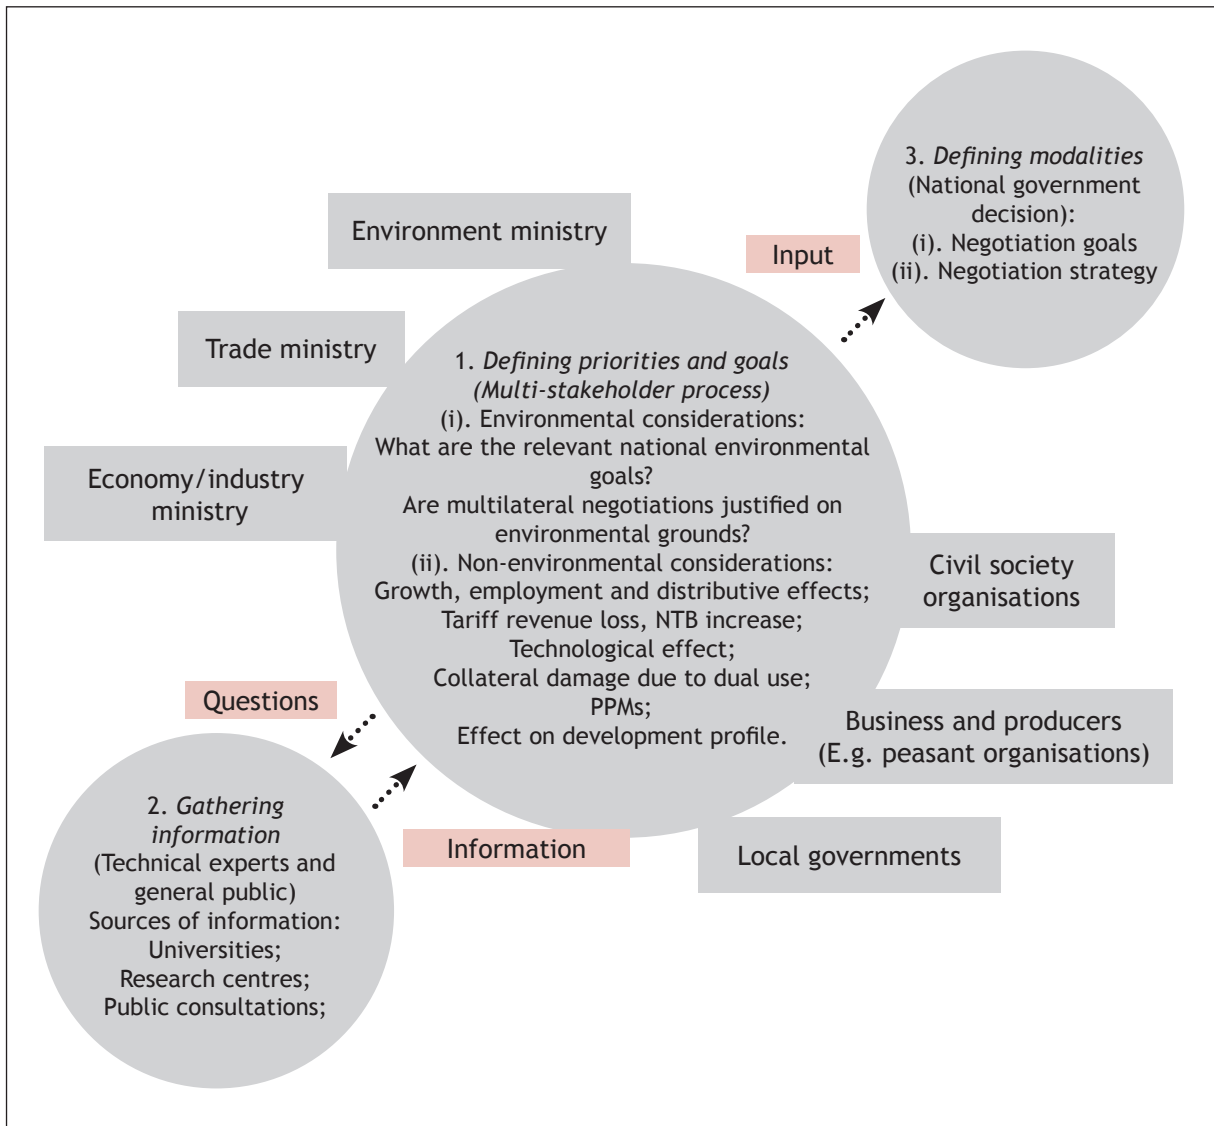 3. Defining modalities
(National government
decision):
(i). Negotiation goals
(ii). Negotiation strategy
Input
Environment ministry
Trade ministry
Economy/industry
ministry
1. Defining priorities and goals
(Multi-stakeholder process)
(i). Environmental considerations:
What are the relevant national environmental
goals?
Are multilateral negotiations justified on
environmental grounds?
(ii). Non-environmental considerations:
Growth, employment and distributive effects;
Tariff revenue loss, NTB increase;
Technological effect;
Collateral damage due to dual use;
PPMs;
Effect on development profile.
Civil society
organisations
Business and producers
(E.g. peasant organisations)
Local governments
Questions
Information
2. Gathering
information
(Technical experts and
general public)
Sources of information:
Universities;
Research centres;
Public consultations;